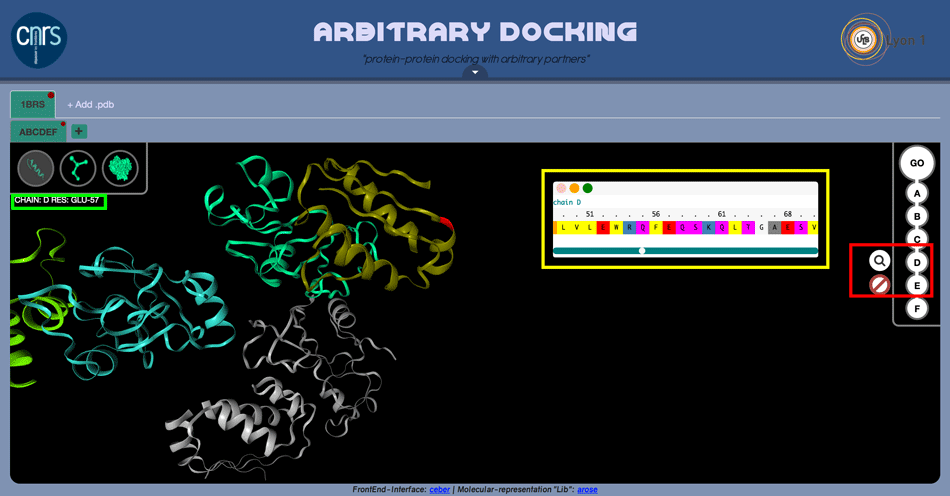 cnrs
ARBITRARY DOCKING
"protein-protein docking with arbitrary partners"
Lyon 1
1BRS
+ Add .pdb
ABCDEF
+
CHAIN: D RES: GLU-57
chain D
. . 51 . . . . 56 . . . . 61 . . . . 68 . .
L V L E W R Q F E Q S K Q L T G A E S V
GO
A
B
C
D
E
F
FrontEnd-Interface: ceber | Molecular-representation "Lib": arose